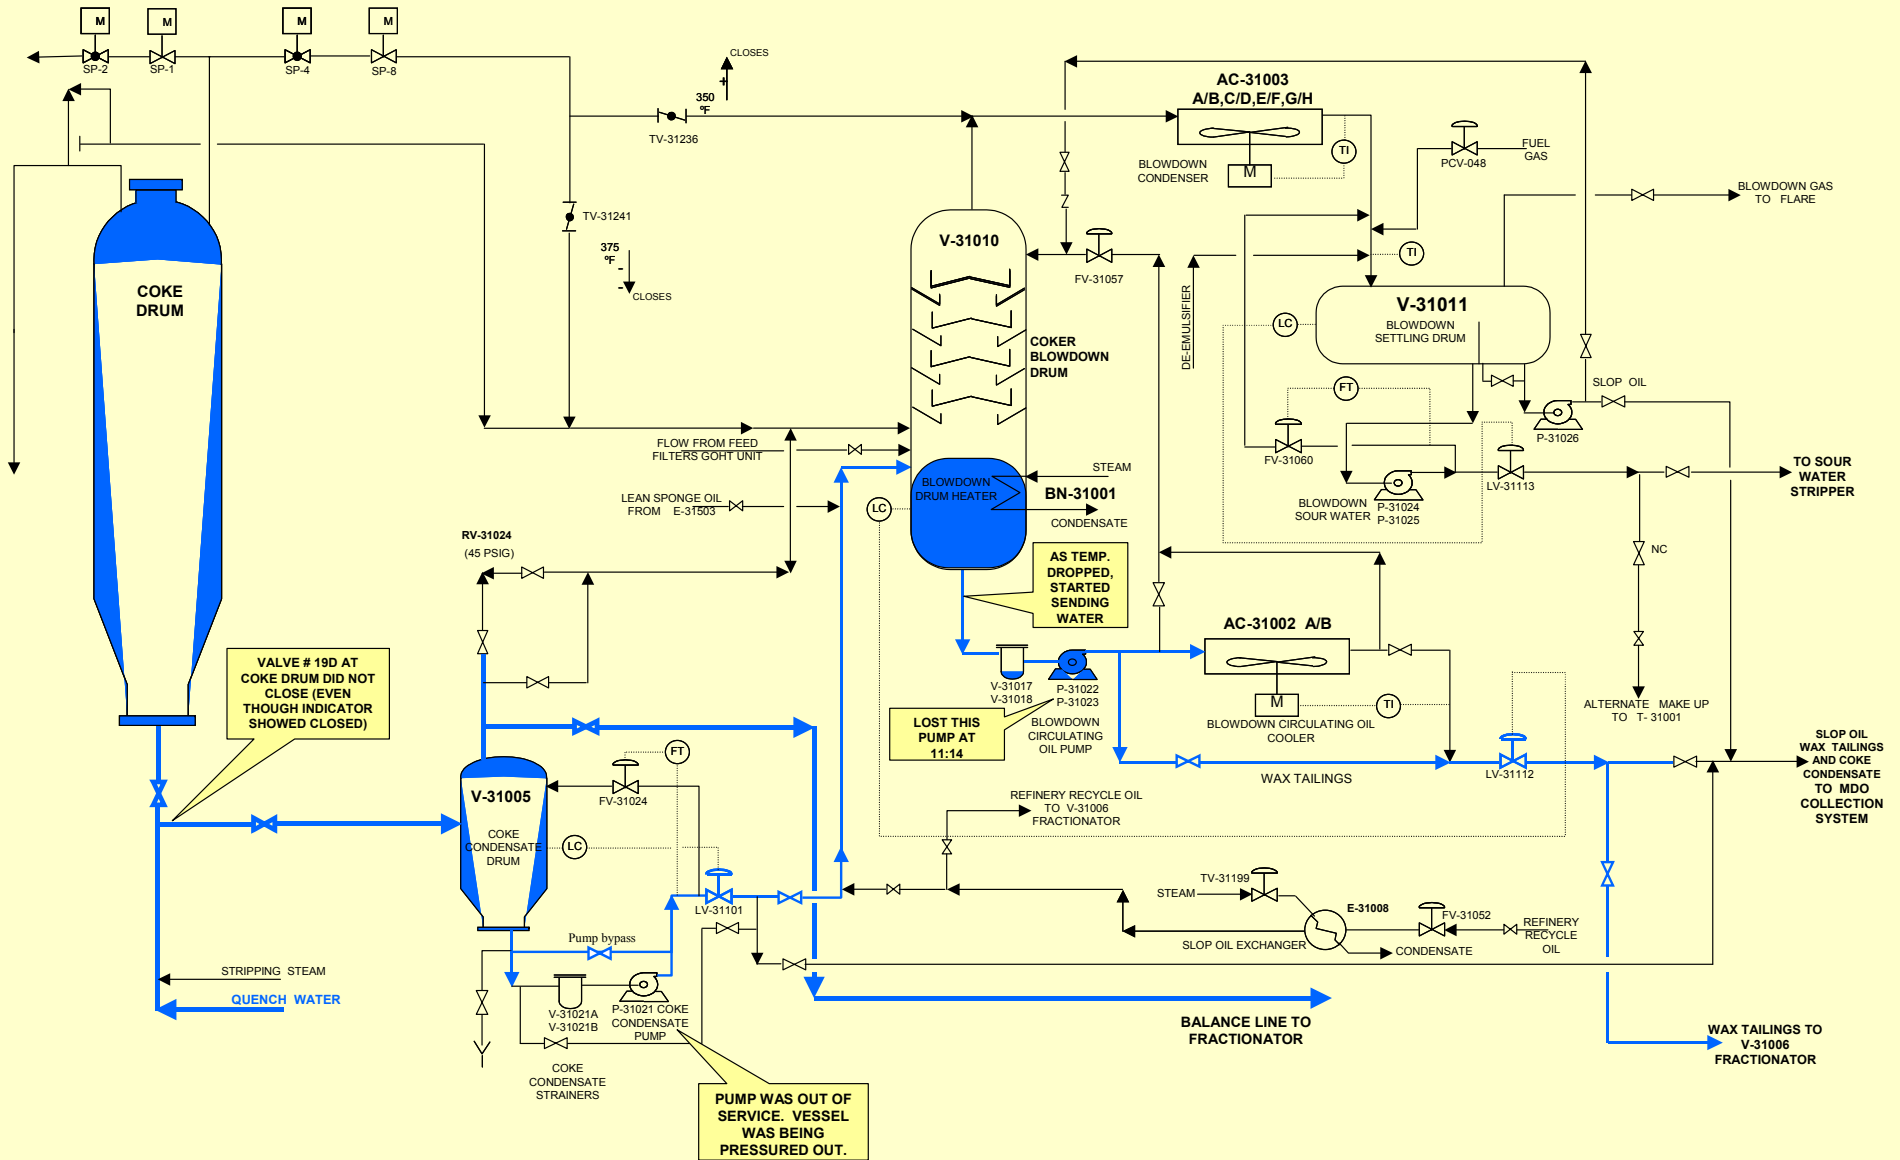 M
M
M
M
SP-2
SP-1
SP-4
SP-8
CLOSES
+
350
ºF
TV-31236
AC-31003
A/B,C/D,E/F,G/H
BLOWDOWN
CONDENSER
M
TI
PCV-048
FUEL
GAS
BLOWDOWN GAS
TO FLARE
TV-31241
375
ºF
-
-
CLOSES
V-31010
FV-31057
TI
DE-EMULSIFIER
V-31011
BLOWDOWN
SETTLING DRUM
LC
COKE
DRUM
COKER
BLOWDOWN
DRUM
FT
SLOP OIL
P-31026
FV-31060
FLOW FROM FEED
FILTERS GOHT UNIT
STEAM
BLOWDOWN
DRUM HEATER
BN-31001
CONDENSATE
LC
LEAN SPONGE OIL
FROM E-31503
BLOWDOWN
SOUR WATER
P-31024
P-31025
LV-31113
TO SOUR
WATER
STRIPPER
NC
RV-31024
(45 PSIG)
AS TEMP.
DROPPED,
STARTED
SENDING
WATER
VALVE # 19D AT
COKE DRUM DID NOT
CLOSE (EVEN
THOUGH INDICATOR
SHOWED CLOSED)
AC-31002 A/B
M
TI
BLOWDOWN CIRCULATING OIL
COOLER
V-31017
V-31018
P-31022
P-31023
BLOWDOWN
CIRCULATING
OIL PUMP
LOST THIS
PUMP AT
11:14
ALTERNATE MAKE UP
TO T- 31001
SLOP OIL
WAX TAILINGS
AND COKE
CONDENSATE
TO MDO
COLLECTION
SYSTEM
WAX TAILINGS
LV-31112
FT
FV-31024
V-31005
COKE
CONDENSATE
DRUM
LC
LV-31101
REFINERY RECYCLE OIL
TO V-31006
FRACTIONATOR
TV-31199
STEAM
E-31008
FV-31052
REFINERY
RECYCLE
OIL
SLOP OIL EXCHANGER
CONDENSATE
Pump bypass
STRIPPING STEAM
QUENCH WATER
V-31021A
V-31021B
P-31021 COKE
CONDENSATE
PUMP
COKE
CONDENSATE
STRAINERS
BALANCE LINE TO
FRACTIONATOR
WAX TAILINGS TO
V-31006
FRACTIONATOR
PUMP WAS OUT OF
SERVICE. VESSEL
WAS BEING
PRESSURED OUT.